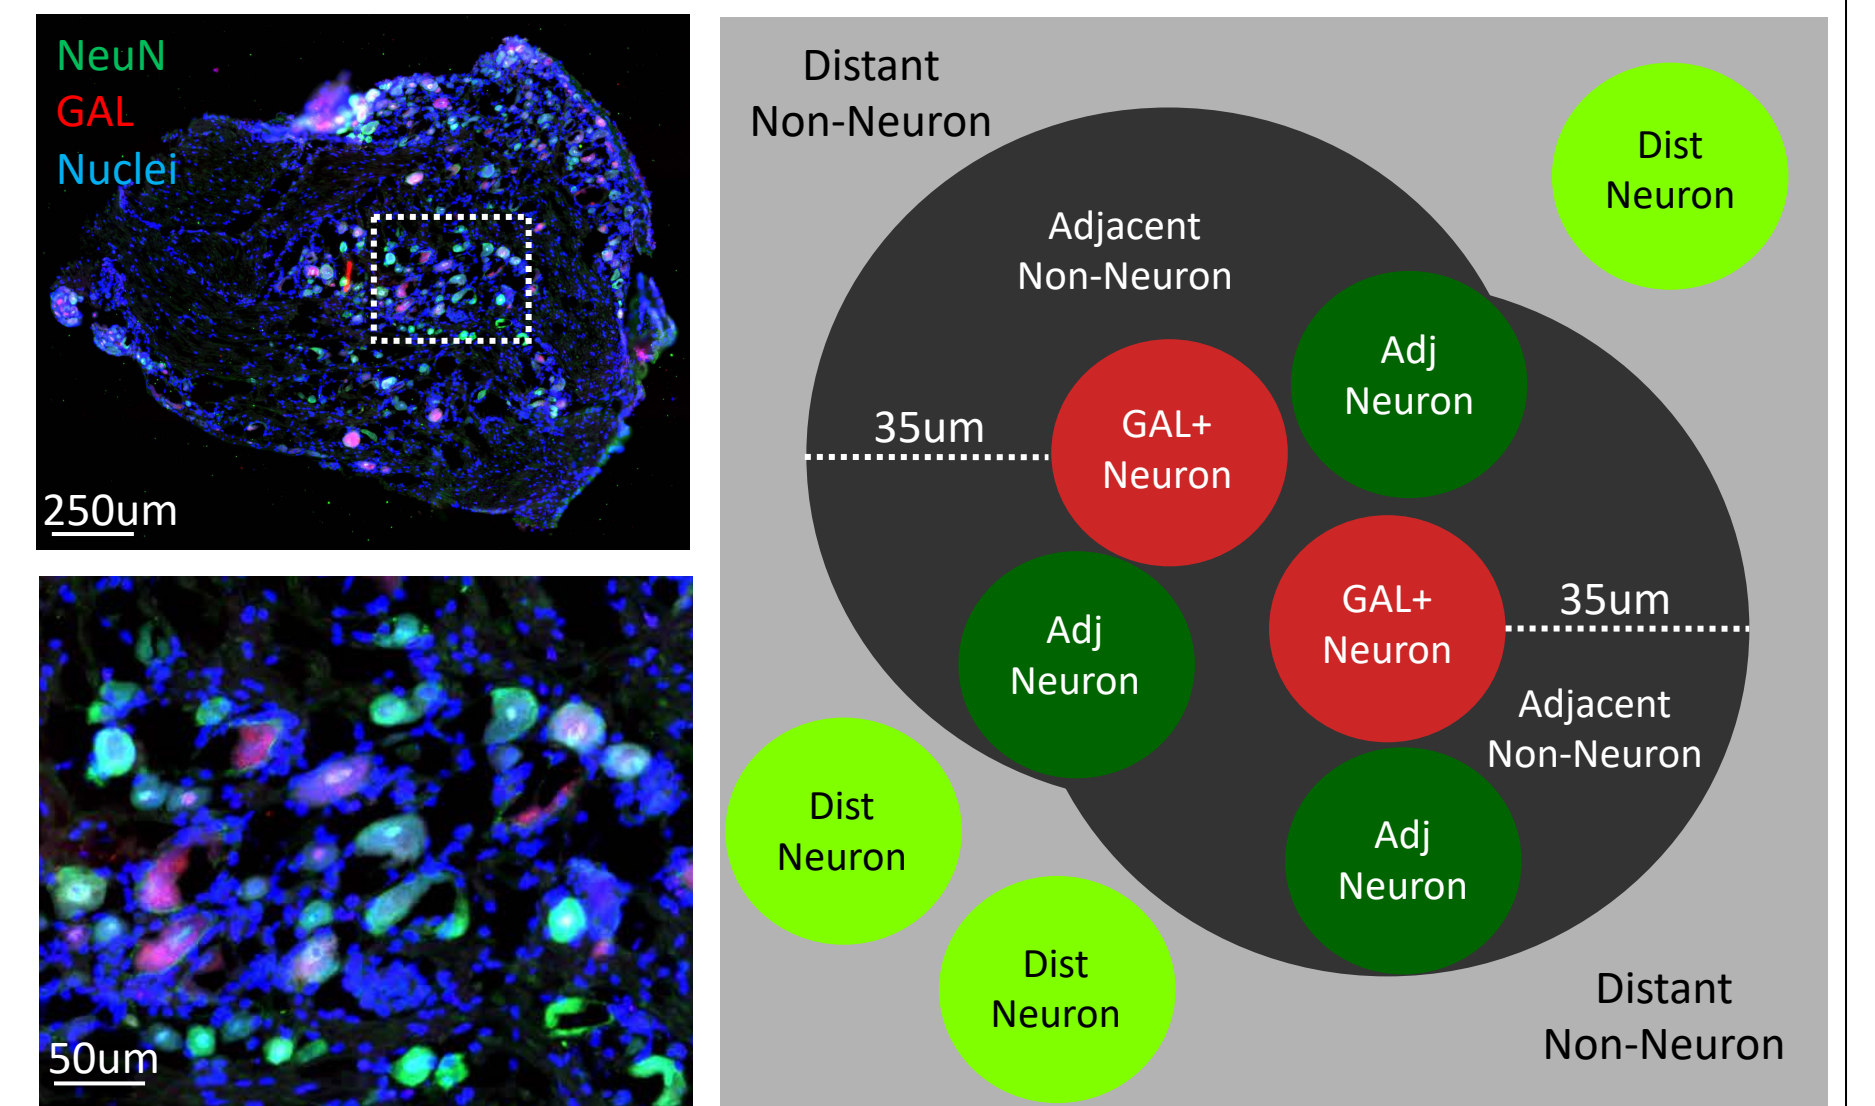 NeuN
GAL
Nuclei
250um
50um
Distant
Non-Neuron
Dist
Neuron
Adjacent
Non-Neuron
Adj
Neuron
35um
GAL+
Neuron
GAL+
Neuron
35um
Adj
Neuron
Adjacent
Non-Neuron
Dist
Neuron
Adj
Neuron
Dist
Neuron
Distant
Non-Neuron